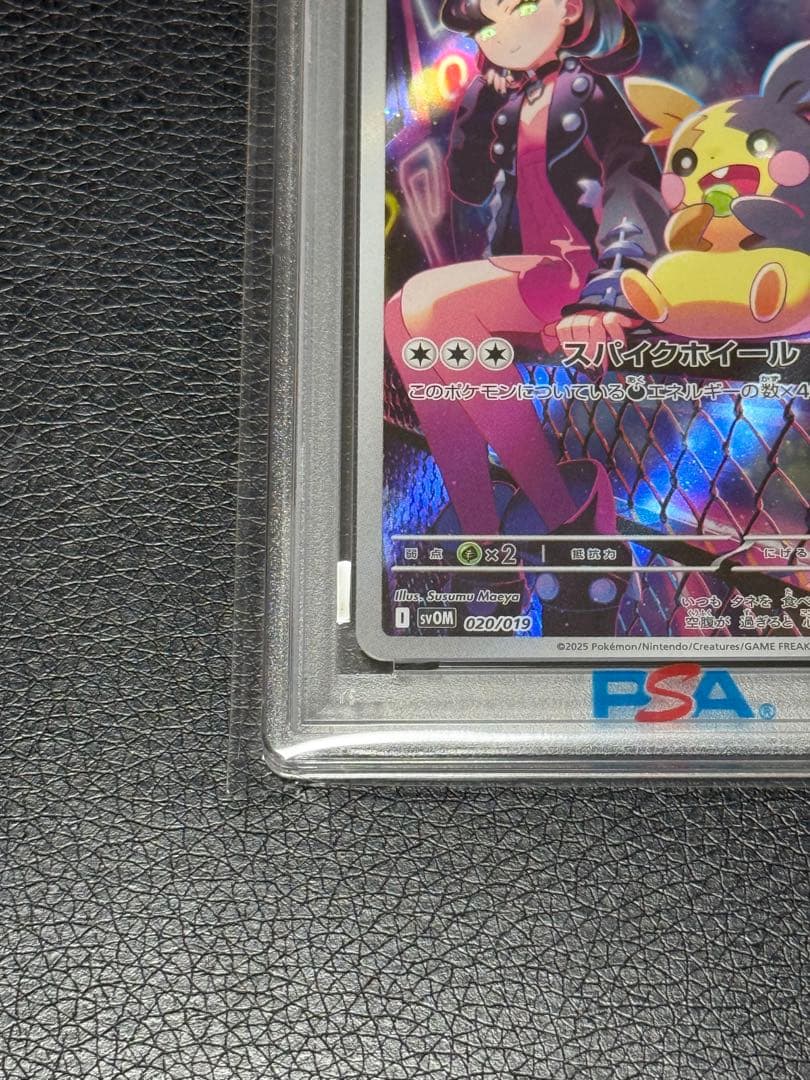 スパイクホイール
このポケモンについているエネルギーの数×4
弱点 ×2 抵抗力 にげる
Illus. Susumu Maeya
いつも タネを 食べ
空腹が 過ぎると 心
D svOM 020/019
©2025 Pokémon/Nintendo/Creatures/GAME FREAK
PSA®